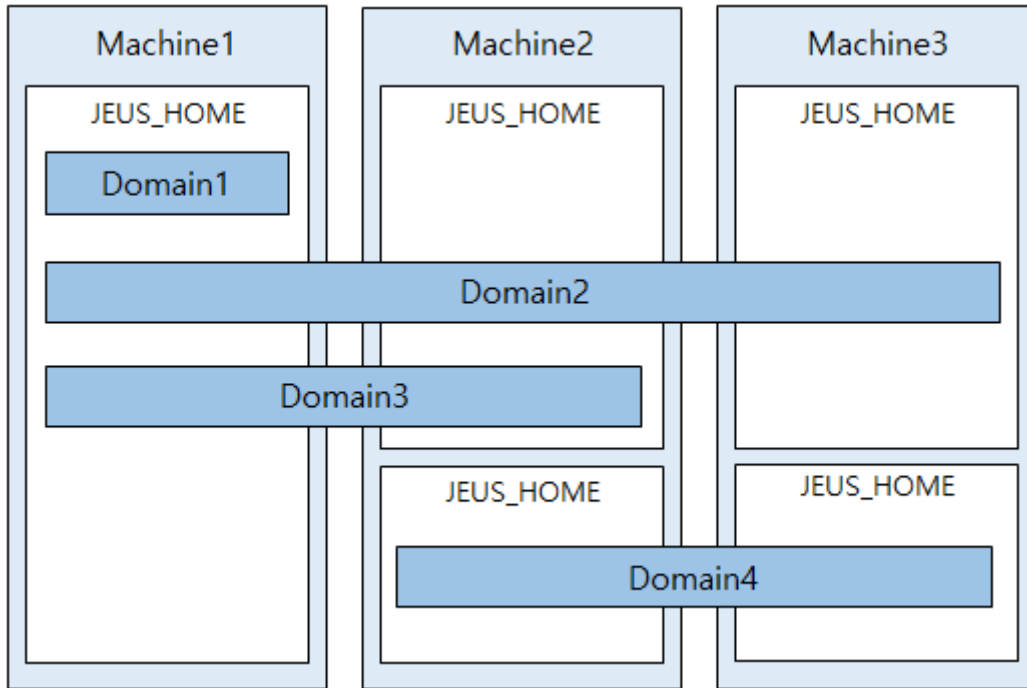 Machine1
Machine2
Machine3
JEUS_HOME
JEUS_HOME
JEUS_HOME
Domain1
Domain2
Domain3
JEUS_HOME
JEUS_HOME
Domain4